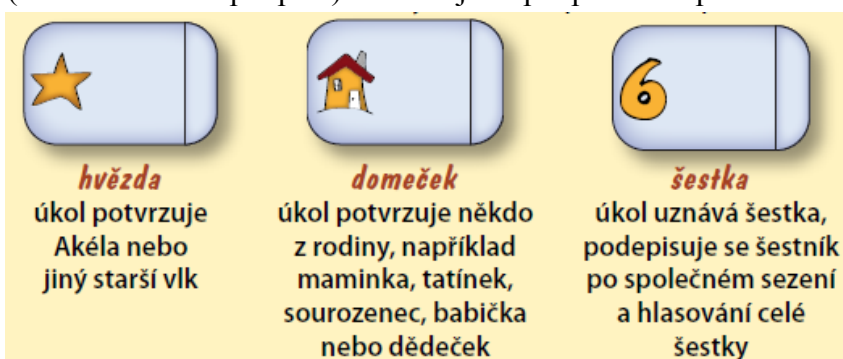 hvězda
úkol potvrzuje
Akéla nebo
jiný starší vlk
domeček
úkol potvrzuje někdo
z rodiny, například
maminka, tatínek,
sourozenec, babička
nebo dědeček
6
šestka
úkol uznává šestka,
podepisuje se šestník
po společném sezení
a hlasování celé
šestky